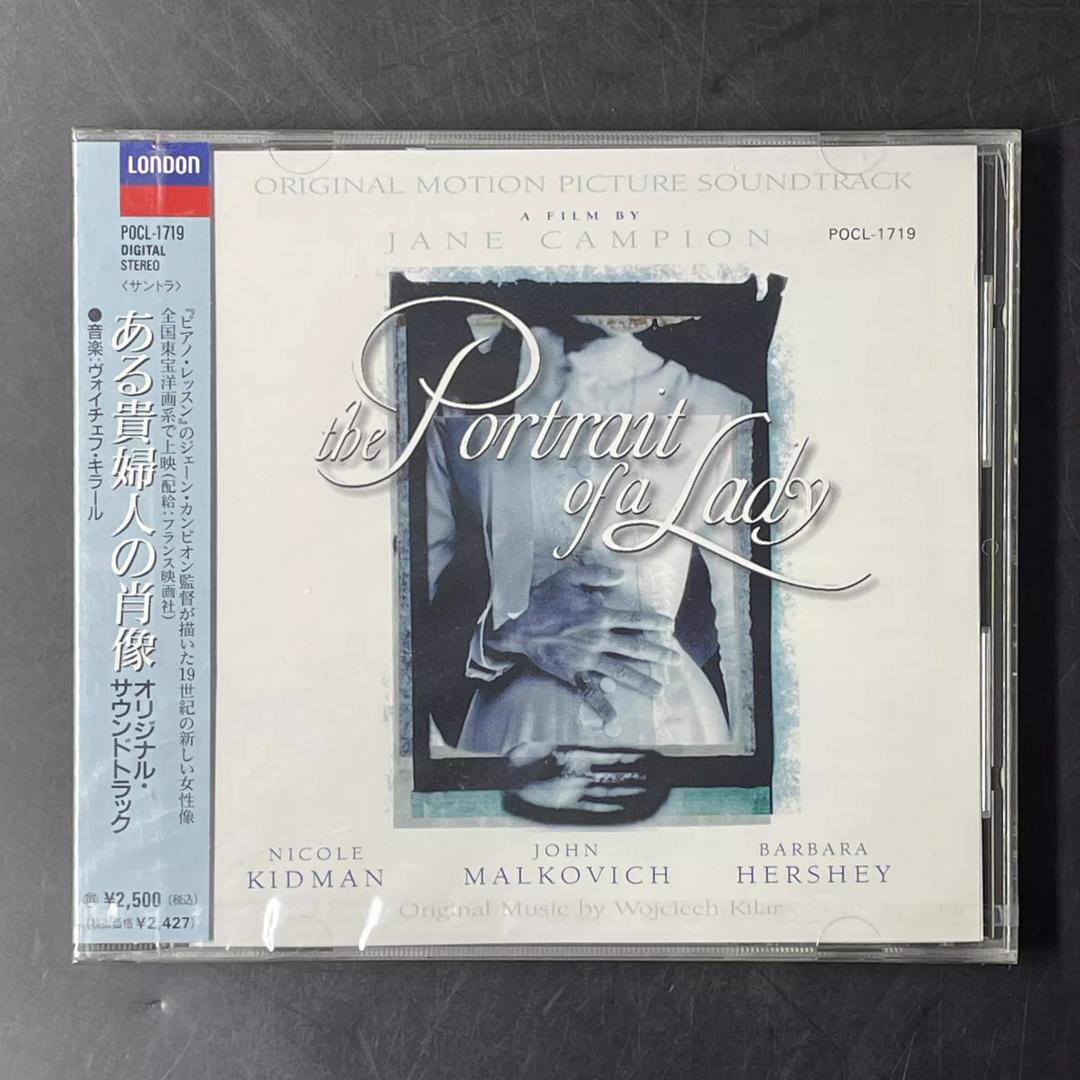 LONDON
POCL-1719
DIGITAL
STEREO
〈サントラ〉
『ピアノ・レッスン』のジェーン・カンピオン監督が描いた19世紀の新しい女性像
全国東宝洋画系で上映(配給:フランス映画社)
ある貴婦人の肖像
オリジナル・
サウンドトラック
●音楽:ヴォイチェフ・キラール
¥2,500(税込)
(税抜価格¥2,427)
ORIGINAL MOTION PICTURE SOUNDTRACK
A FILM BY
JANE CAMPION
POCL-1719
the Portrait
of a Lady
NICOLE
KIDMAN
JOHN
MALKOVICH
BARBARA
HERSHEY
Original Music by Wojciech Kilar